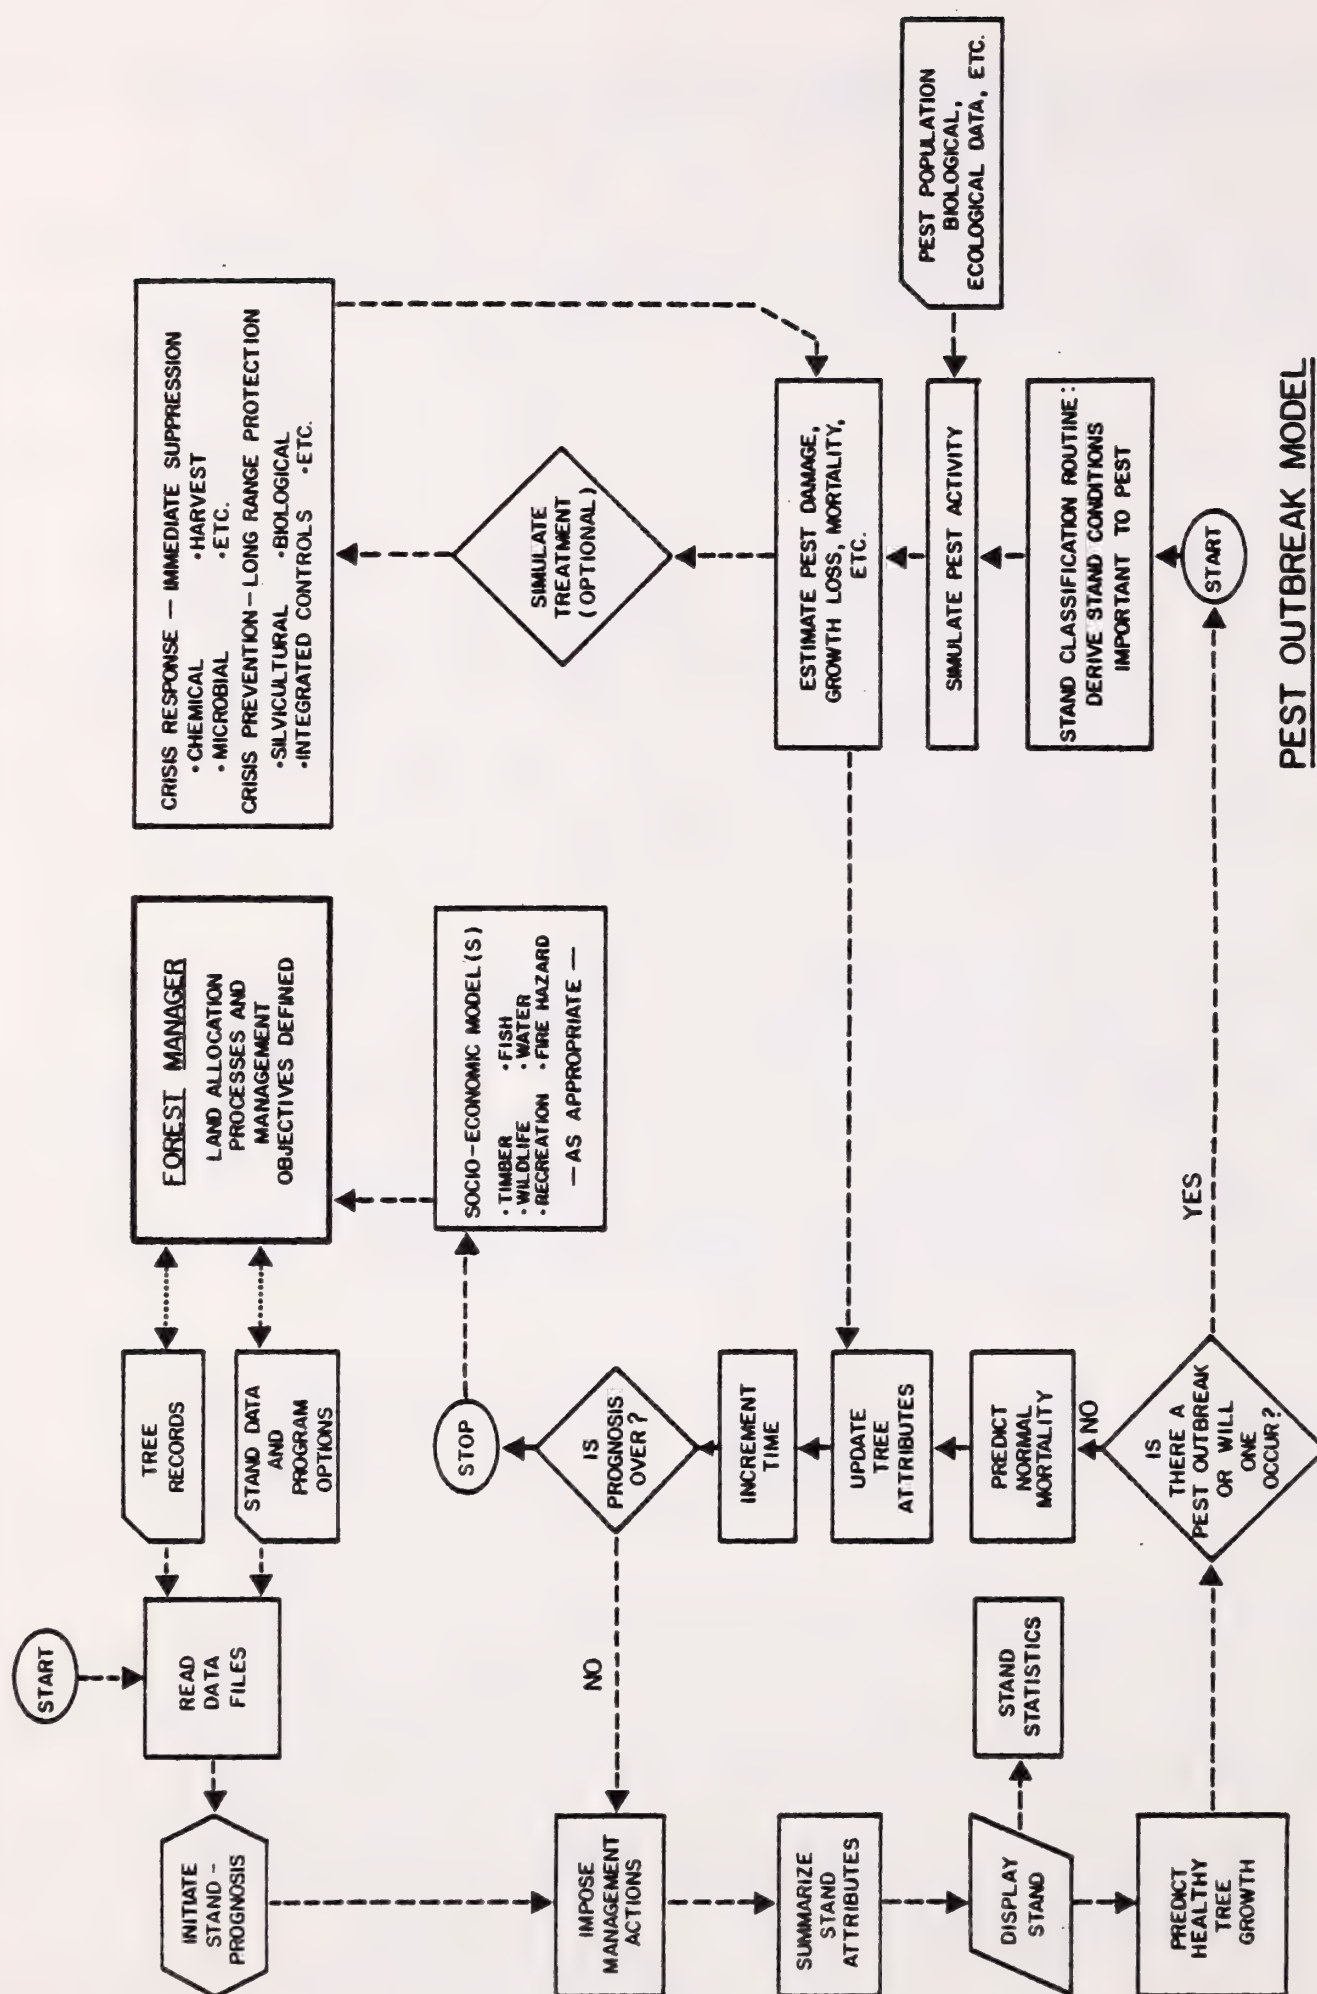 START
READ
DATA
FILES
TREE
RECORDS
STAND DATA
AND
PROGRAM
OPTIONS
FOREST MANAGER
LAND ALLOCATION
PROCESSES AND
MANAGEMENT
OBJECTIVES DEFINED
CRISIS RESPONSE — IMMEDIATE SUPPRESSION
•CHEMICAL •HARVEST
•MICROBIAL •ETC.
CRISIS PREVENTION—LONG RANGE PROTECTION
•SILVICULTURAL •BIOLOGICAL
•INTEGRATED CONTROLS •ETC.
INITIATE
STAND -
PROGNOSIS
STOP
SOCIO-ECONOMIC MODEL(S)
•TIMBER •FISH
•WILDLIFE •WATER
•RECREATION •FIRE HAZARD
—AS APPROPRIATE—
SIMULATE
TREATMENT
(OPTIONAL)
IMPOSE
MANAGEMENT
ACTIONS
NO
IS
PROGNOSIS
OVER?
INCREMENT
TIME
SUMMARIZE
STAND
ATTRIBUTES
UPDATE
TREE
ATTRIBUTES
ESTIMATE PEST DAMAGE,
GROWTH LOSS, MORTALITY,
ETC.
DISPLAY
STAND
STAND
STATISTICS
PREDICT
NORMAL
MORTALITY
NO
SIMULATE PEST ACTIVITY
PEST POPULATION
BIOLOGICAL,
ECOLOGICAL DATA, ETC.
STAND CLASSIFICATION ROUTINE:
DERIVE STAND CONDITIONS
IMPORTANT TO PEST
PREDICT
HEALTHY
TREE
GROWTH
IS
THERE A
PEST OUTBREAK
OR WILL
ONE
OCCUR?
YES
START
PEST OUTBREAK MODEL